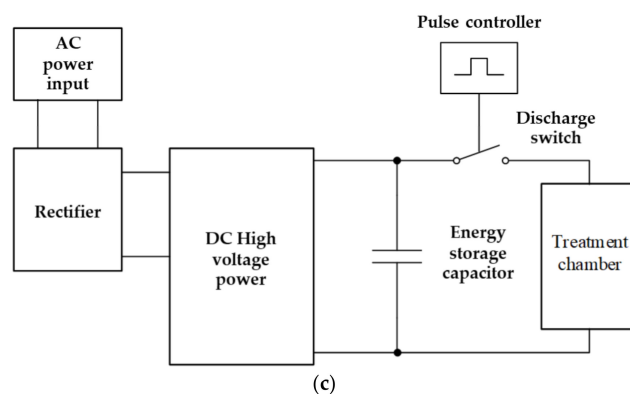 Pulse controller
AC
power
input
Discharge
switch
Rectifier
DC High
voltage
power
Energy
storage
capacitor
Treatment
chamber
(c)